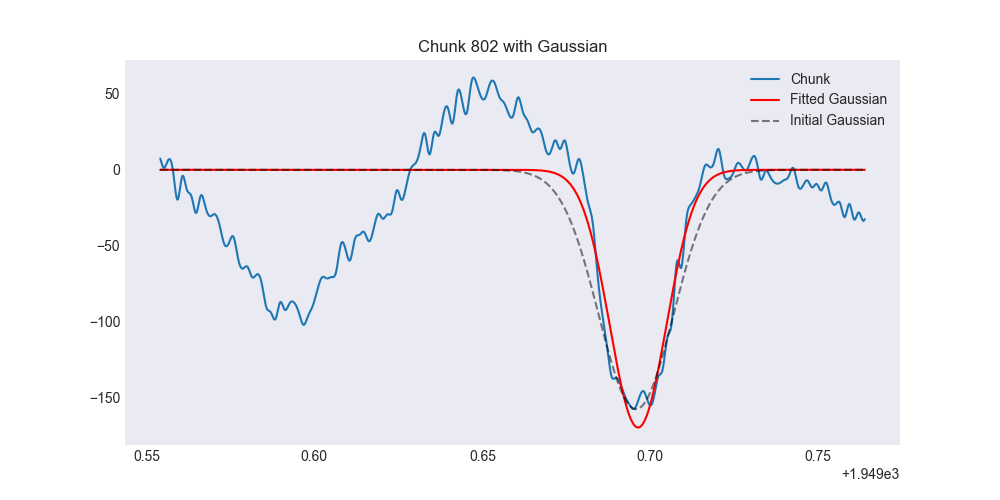 Chunk 802 with Gaussian
Chunk
Fitted Gaussian
Initial Gaussian
50
0
−50
−100
−150
0.55 0.60 0.65 0.70 0.75
+1.949e3